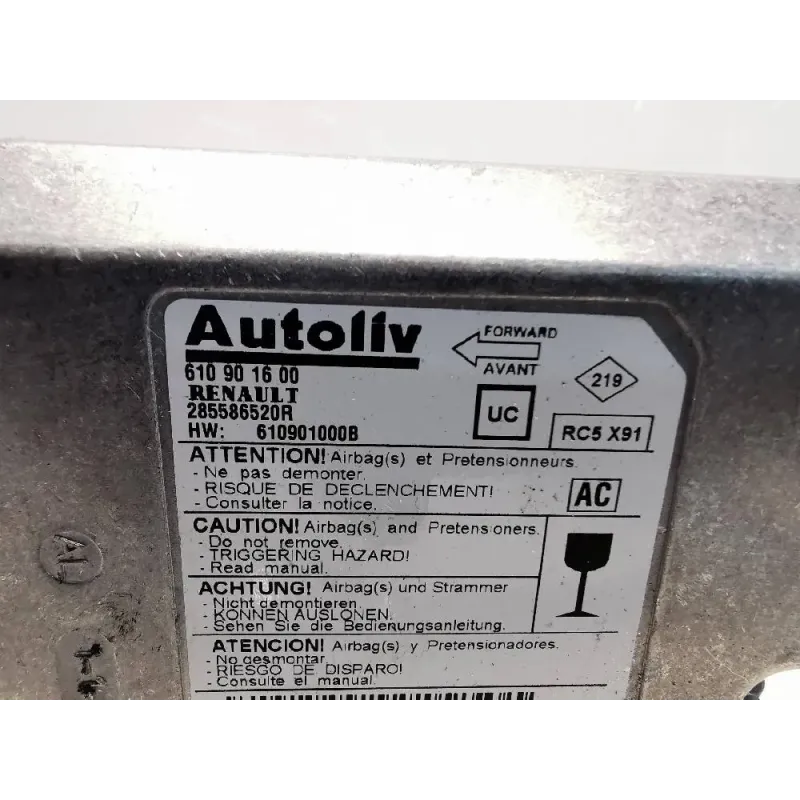 Autoliv
610 90 16 00
RENAULT
285586520R
HW: 610901000B
FORWARD
AVANT
219
UC
RC5 X91
ATTENTION! Airbag(s) et Pretensionneurs.
- Ne pas demonter.
- RISQUE DE DECLENCHEMENT!
- Consulter la notice.
AC
CAUTION! Airbag(s) and Pretensioners.
- Do not remove.
- TRIGGERING HAZARD!
- Read manual.
ACHTUNG! Airbag(s) und Strammer
- Nicht demontieren.
- KONNEN AUSLONEN.
- Sehen Sie die Bedienungsanleitung.
ATENCION! Airbag(s) y Pretensionadores.
- No desmontar
- RIESGO DE DISPARO!
- Consulte el manual.
AL